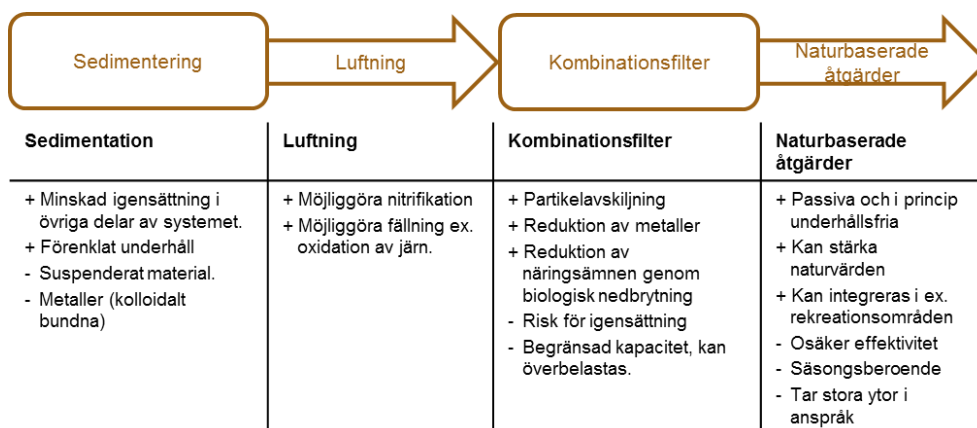 Sedimentering
Luftning
Kombinationsfilter
Naturbaserade
åtgärder
Sedimentation
+ Minskad igensättning i
övriga delar av systemet.
+ Förenklat underhåll
- Suspenderat material.
- Metaller (kolloidalt
bundna)
Luftning
+ Möjliggöra nitrifikation
+ Möjliggöra fällning ex.
oxidation av järn.
Kombinationsfilter
+ Partikelavskiljning
+ Reduktion av metaller
+ Reduktion av
näringsämnen genom
biologisk nedbrytning
- Risk för igensättning
- Begränsad kapacitet, kan
överbelastas.
Naturbaserade
åtgärder
+ Passiva och i princip
underhållsfria
+ Kan stärka
naturvärden
+ Kan integreras i ex.
rekreationsområden
- Osäker effektivitet
- Säsongsberoende
- Tar stora ytor i
anspråk